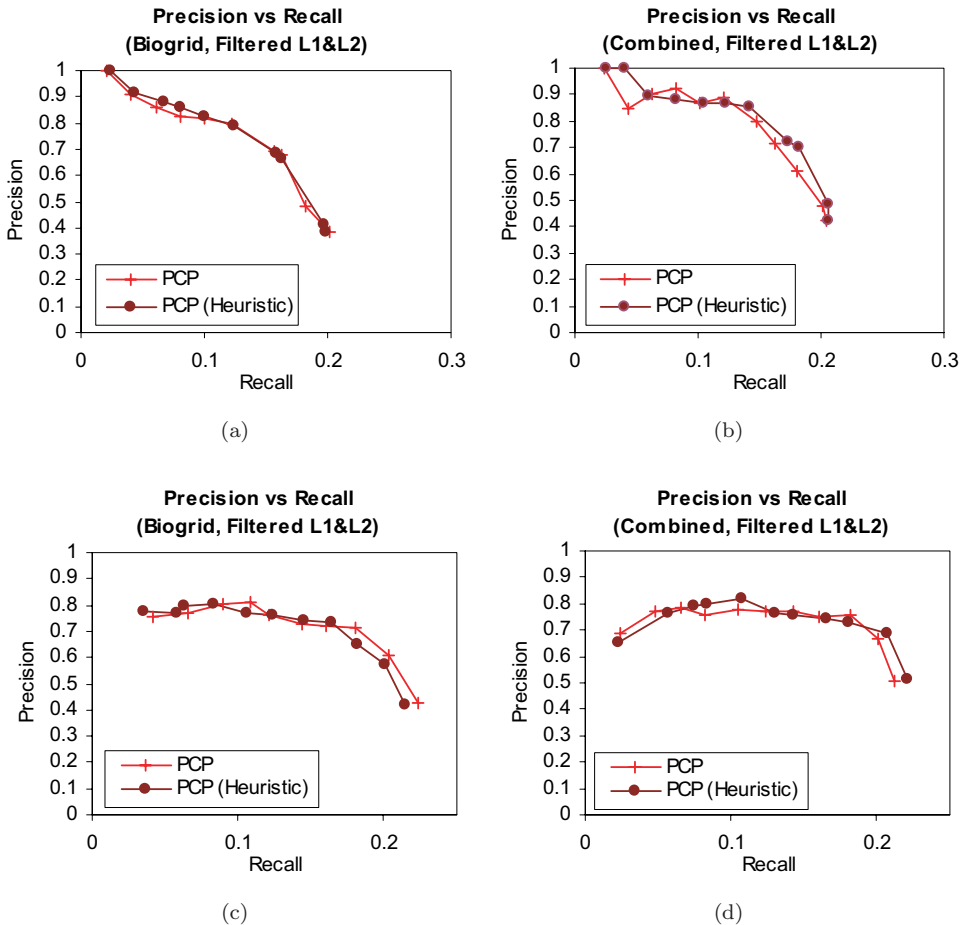 Precision vs Recall
(Biogrid, Filtered L1&L2)
1
0.9
0.8
0.7
0.6
0.5
0.4
0.3
0.2
0.1
0
Precision
PCP
PCP (Heuristic)
0
0.1
0.2
0.3
Recall
(a)
Precision vs Recall
(Combined, Filtered L1&L2)
1
0.9
0.8
0.7
0.6
0.5
0.4
0.3
0.2
0.1
0
Precision
PCP
PCP (Heuristic)
0
0.1
0.2
0.3
Recall
(b)
Precision vs Recall
(Biogrid, Filtered L1&L2)
1
0.9
0.8
0.7
0.6
0.5
0.4
0.3
0.2
0.1
0
Precision
PCP
PCP (Heuristic)
0
0.1
0.2
Recall
(c)
Precision vs Recall
(Combined, Filtered L1&L2)
1
0.9
0.8
0.7
0.6
0.5
0.4
0.3
0.2
0.1
0
Precision
PCP
PCP (Heuristic)
0
0.1
0.2
Recall
(d)